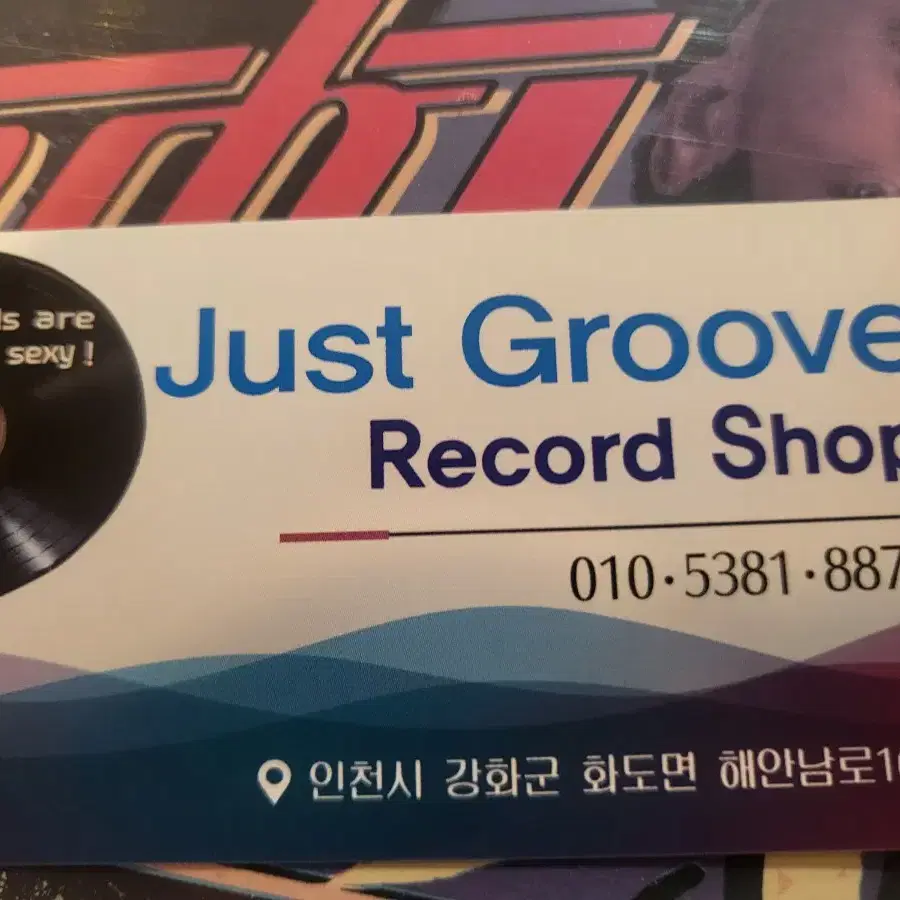 ls are
sexy!
Just Groove
Record Shop
010·5381·887
인천시 강화군 화도면 해안남로1